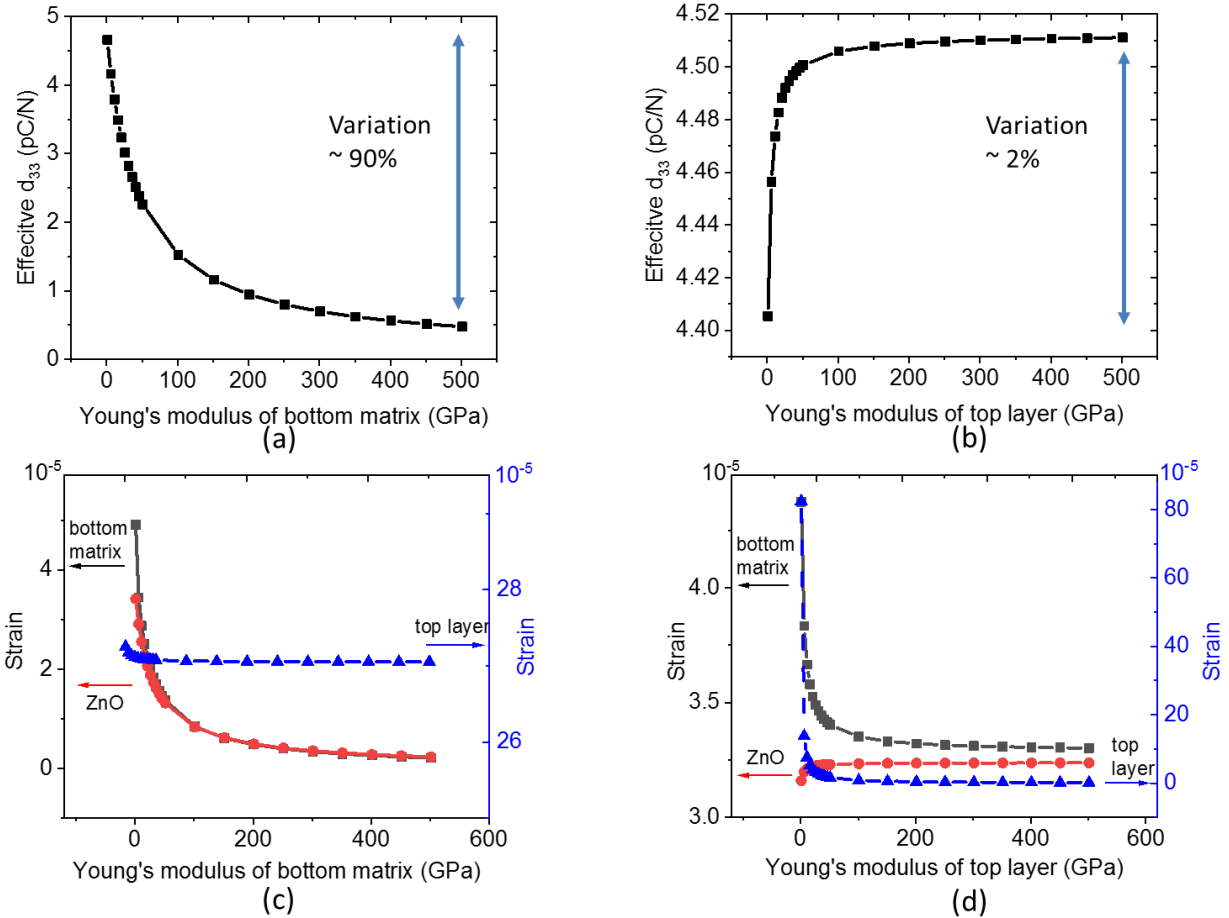 5
4
3
2
1
0
Effecitve d33 (pC/N)
Variation
~ 90%
0 100 200 300 400 500
Young's modulus of bottom matrix (GPa)
(a)
4.52
4.50
4.48
4.46
4.44
4.42
4.40
Effecitve d33 (pC/N)
Variation
~ 2%
0 100 200 300 400 500
Young's modulus of top layer (GPa)
(b)
10-5
4
2
0
Strain
bottom
matrix
ZnO
top layer
10-5
28
26
Strain
0 200 400 600
Young's modulus of bottom matrix (GPa)
(c)
10-5
4.0
3.5
3.0
Strain
bottom
matrix
ZnO
top
layer
10-5
80
60
40
20
0
Strain
0 200 400 600
Young's modulus of top layer (GPa)
(d)